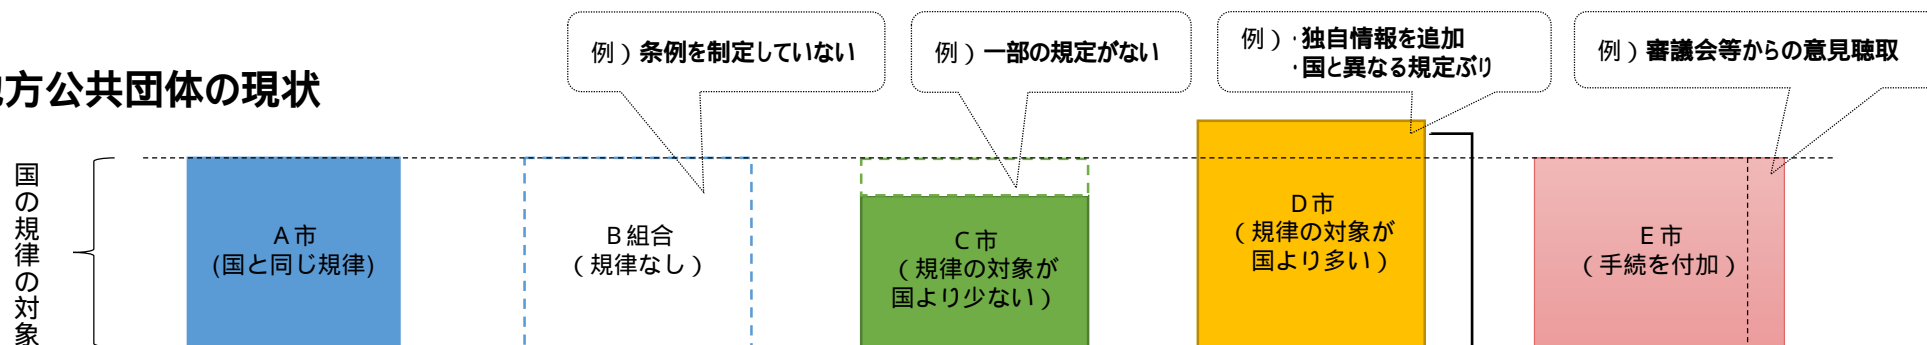 例）条例を制定していない
例）一部の規定がない
例）・独自情報を追加
・国と異なる規定ぶり
例）審議会等からの意見聴取
方公共団体の現状
国の規律の対象
A市
(国と同じ規律)
B組合
（規律なし）
C市
（規律の対象が
国より少ない）
D市
（規律の対象が
国より多い）
E市
（手続を付加）